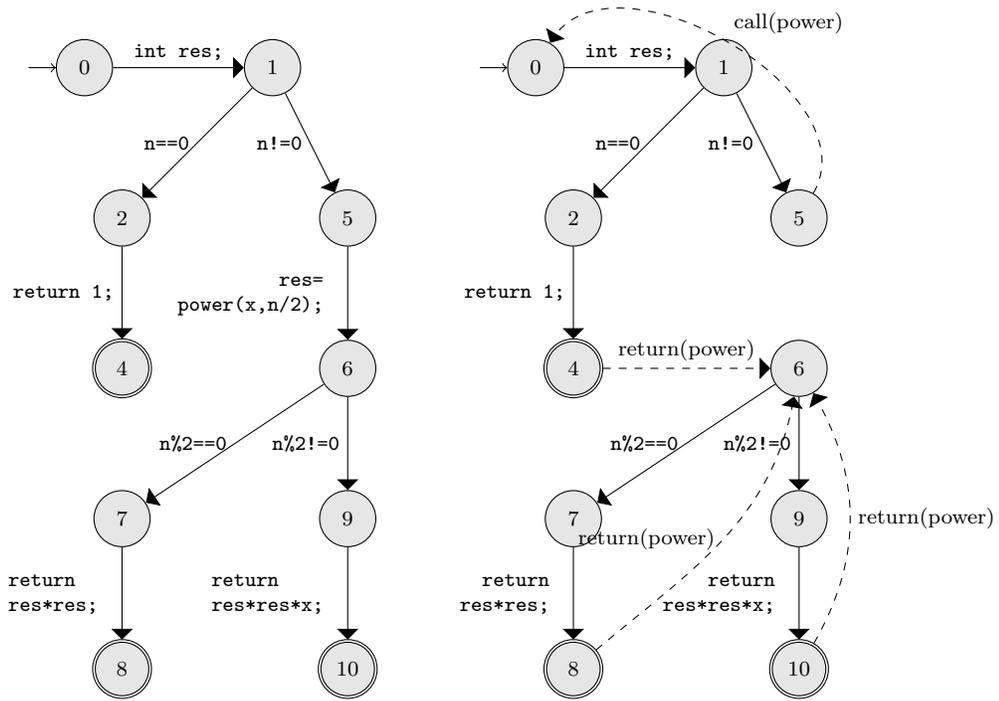 0
int res;
1
n==0
n!=0
2
5
return 1;
res=
power(x,n/2);
4
6
n%2==0
n%2!=0
7
9
return
res*res;
return
res*res*x;
8
10
call(power)
0
int res;
1
n==0
n!=0
2
5
return 1;
4
return(power)
6
n%2==0
n%2!=0
7
9
return(power)
return(power)
return
res*res;
return
res*res*x;
8
10